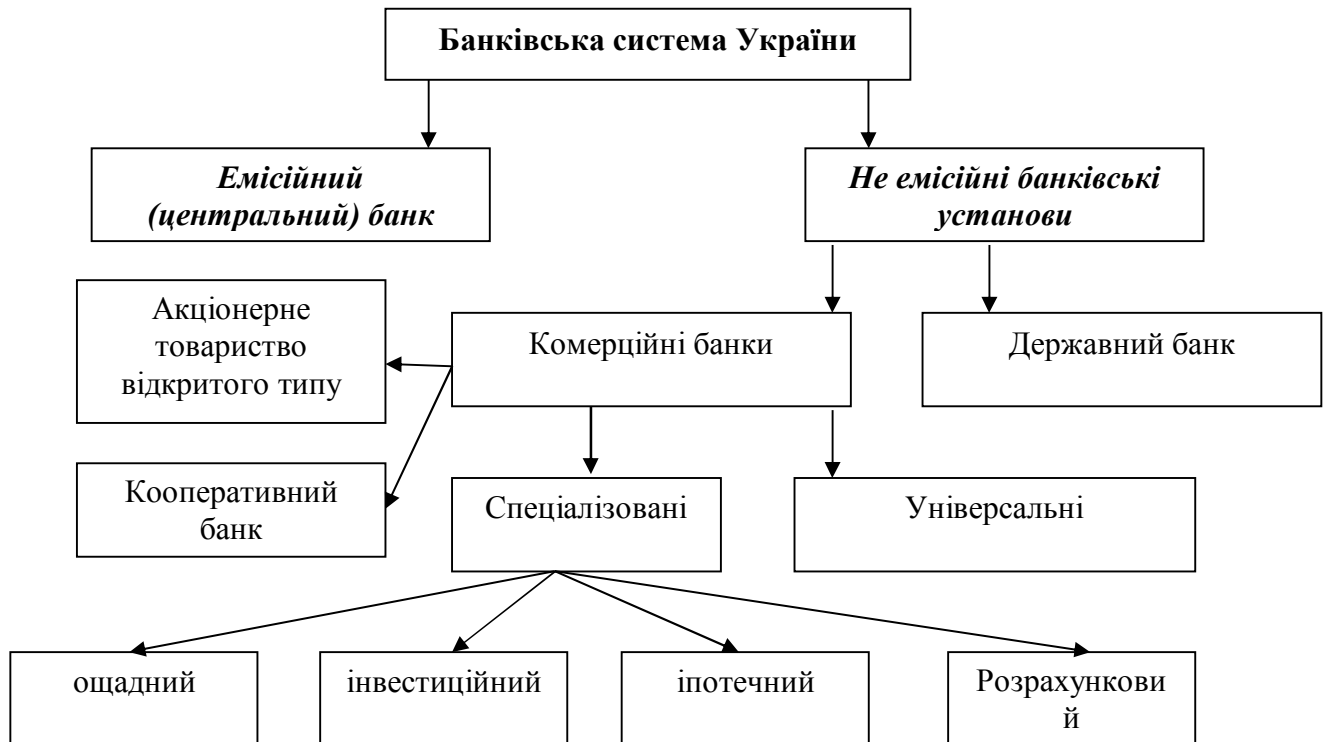 Банківська система України
Емісійний
(центральний) банк
Не емісійні банківські
установи
Акціонерне
товариство
відкритого типу
Комерційні банки
Державний банк
Кооперативний
банк
Спеціалізовані
Універсальні
ощадний
інвестиційний
іпотечний
Розрахункови
й